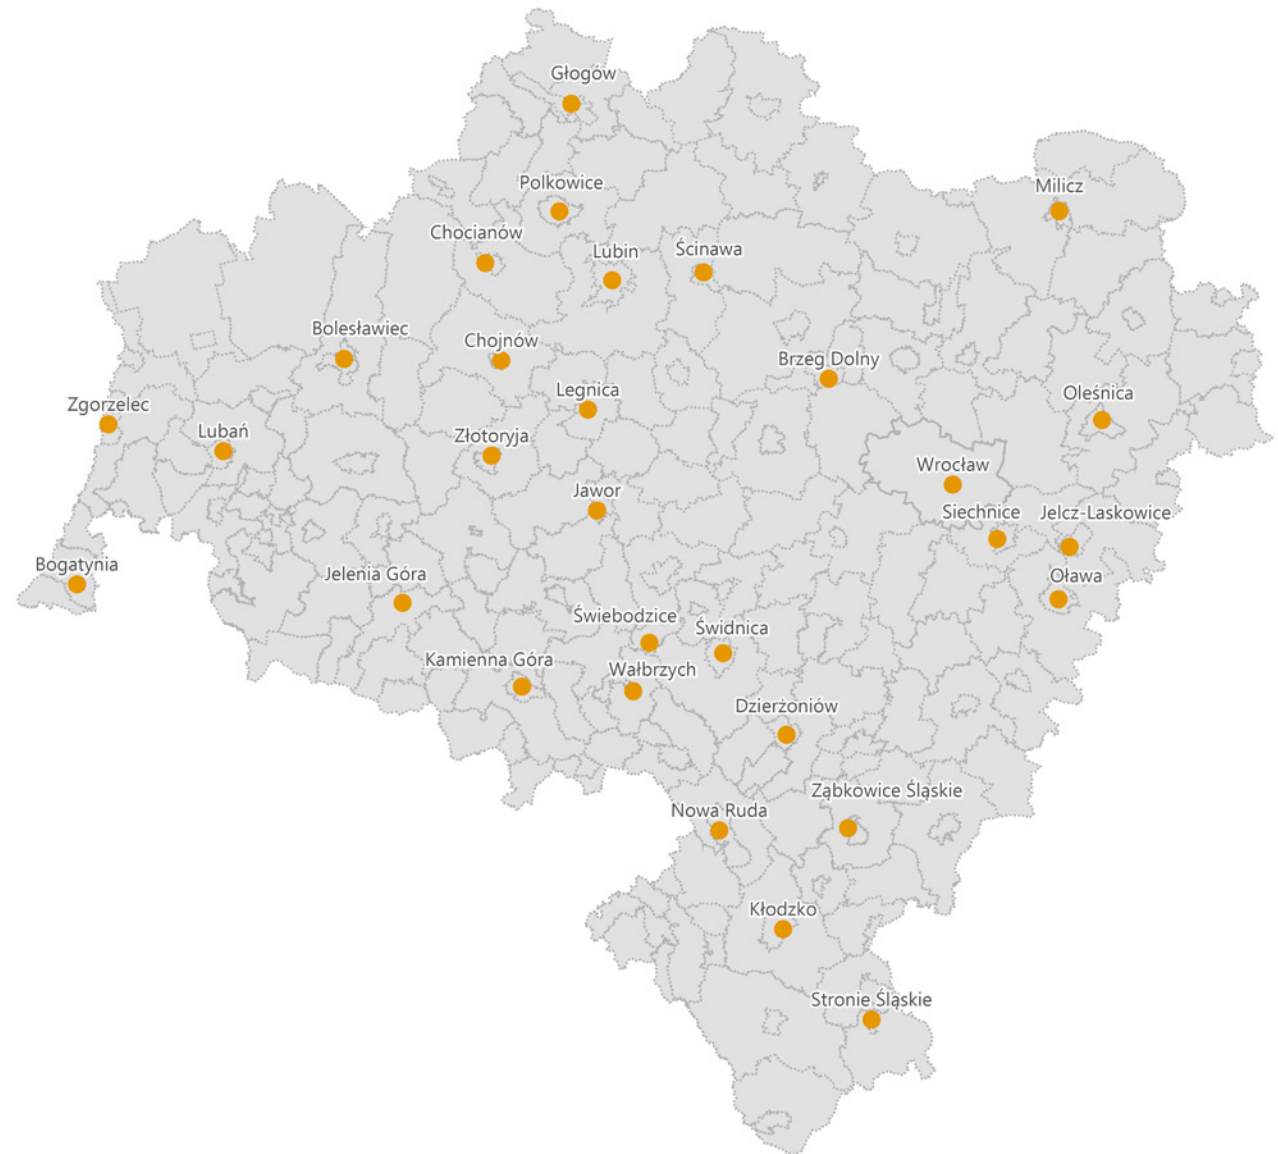 Głogów
Polkowice
Milicz
Chocianów
Lubin
Ścinawa
Bolesławiec
Chojnów
Brzeg Dolny
Legnica
Oleśnica
Zgorzelec
Lubań
Złotoryja
Wrocław
Jawor
Siechnice
Jelcz-Laskowice
Bogatynia
Jelenia Góra
Oława
Świebodzice
Świdnica
Kamienna Góra
Wałbrzych
Dzierżoniów
Ząbkowice Śląskie
Nowa Ruda
Kłodzko
Stronie Śląskie